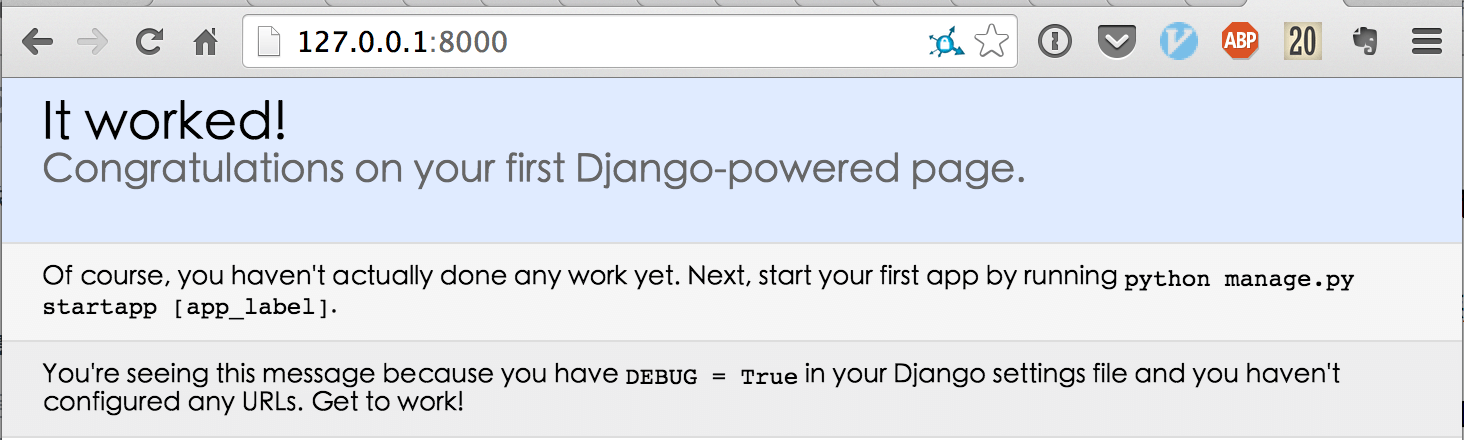 127.0.0.1:8000
ABP
20
It worked!
Congratulations on your first Django-powered page.
Of course, you haven't actually done any work yet. Next, start your first app by running python manage.py
startapp [app_label].
You're seeing this message because you have DEBUG = True in your Django settings file and you haven't
configured any URLs. Get to work!